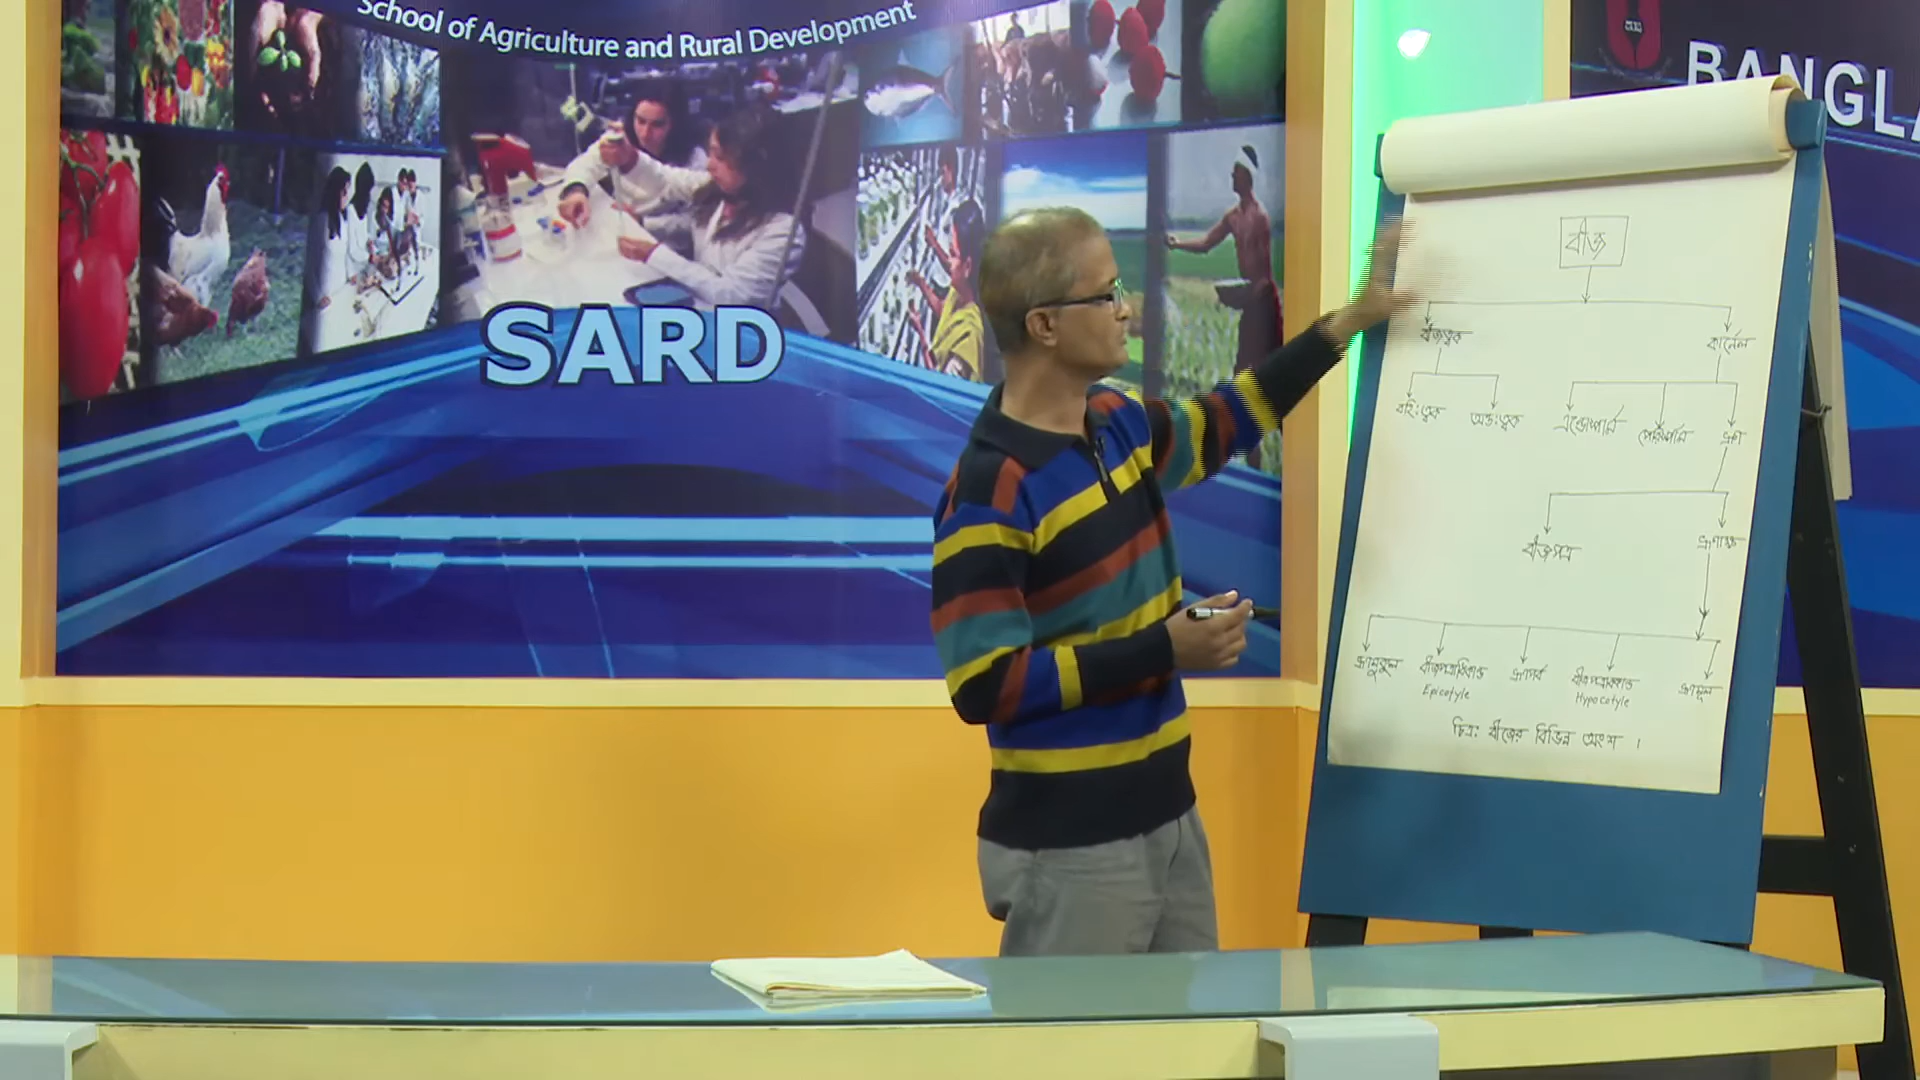 School of Agriculture and Rural Development
SARD
BANGLA
বীজ
বীজত্বক
কার্নেল
বহি:ত্বক
অন্ত:ত্বক
এন্ডোস্পার্ম
পেরিস্পার্ম
ভ্রূণ
বীজপত্র
ভ্রূণাক্ষ
ভ্রূণমুকুল
বীজপত্রাধিকান্ড
ভ্রূণপর্ব
বীজপত্রাবকান্ড
ভ্রূণমূল
Epicotyle
Hypocotyle
চিত্র: বীজের বিভিন্ন অংশ ।